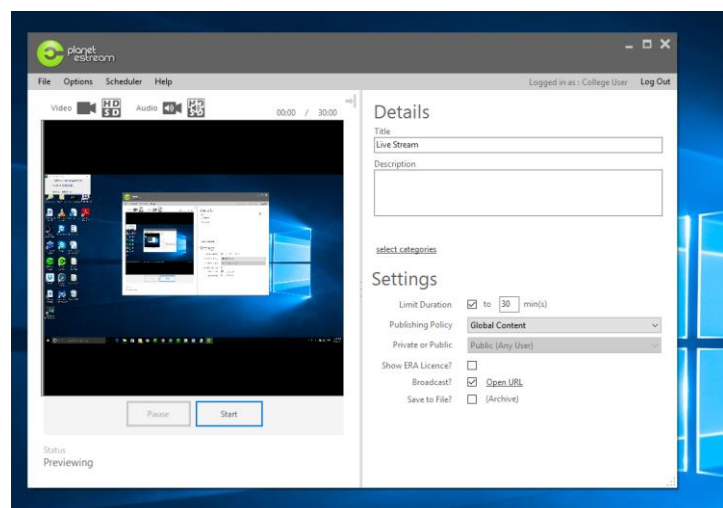 planet
estream
File Options Scheduler Help
Logged in as : College User Log Out
Video HD SD Audio
00:00 / 30:00
Details
Title
Live Stream
Description
select categories
Settings
Limit Duration to 30 min(s)
Publishing Policy Global Content
Private or Public Public (Any User)
Show ERA Licence?
Broadcast? Open URL
Save to File? (Archive)
Pause Start
Status
Previewing